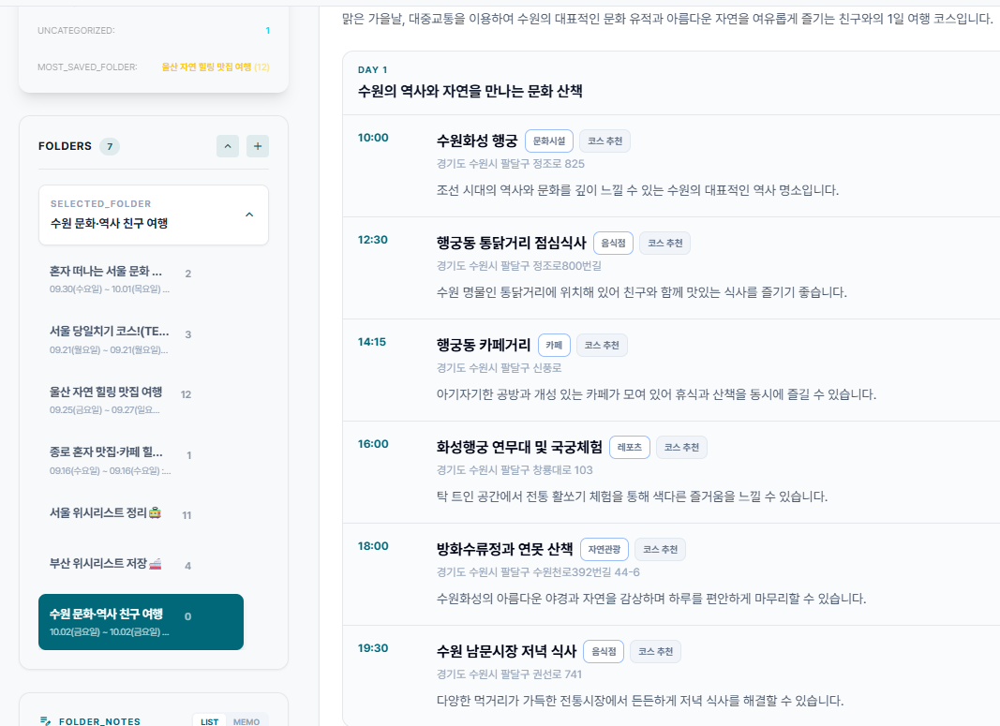 UNCATEGORIZED: 1
MOST_SAVED_FOLDER: 울산 자연 힐링 맛집 여행 (12)
FOLDERS 7
SELECTED_FOLDER
수원 문화·역사 친구 여행
혼자 떠나는 서울 문화 ... 2
09.30(수요일) ~ 10.01(목요일) ...
서울 당일치기 코스!(TE... 3
09.21(월요일) ~ 09.21(월요일)...
울산 자연 힐링 맛집 여행 12
09.25(금요일) ~ 09.27(일요...
종로 혼자 맛집·카페 힐... 1
09.16(수요일) ~ 09.16(수요일) :...
서울 위시리스트 정리 11
부산 위시리스트 저장 4
수원 문화·역사 친구 여행 0
10.02(금요일) ~ 10.02(금요일) ...
FOLDER_NOTES LIST MEMO
맑은 가을날, 대중교통을 이용하여 수원의 대표적인 문화 유적과 아름다운 자연을 여유롭게 즐기는 친구와의 1일 여행 코스입니다.
DAY 1
수원의 역사와 자연을 만나는 문화 산책
10:00 수원화성 행궁 문화시설 코스 추천
경기도 수원시 팔달구 정조로 825
조선 시대의 역사와 문화를 깊이 느낄 수 있는 수원의 대표적인 역사 명소입니다.
12:30 행궁동 통닭거리 점심식사 음식점 코스 추천
경기도 수원시 팔달구 정조로800번길
수원 명물인 통닭거리에 위치해 있어 친구와 함께 맛있는 식사를 즐기기 좋습니다.
14:15 행궁동 카페거리 카페 코스 추천
경기도 수원시 팔달구 신풍로
아기자기한 공방과 개성 있는 카페가 모여 있어 휴식과 산책을 동시에 즐길 수 있습니다.
16:00 화성행궁 연무대 및 국궁체험 레포츠 코스 추천
경기도 수원시 팔달구 창룡대로 103
탁 트인 공간에서 전통 활쏘기 체험을 통해 색다른 즐거움을 느낄 수 있습니다.
18:00 방화수류정과 연못 산책 자연관광 코스 추천
경기도 수원시 팔달구 수원천로392번길 44-6
수원화성의 아름다운 야경과 자연을 감상하며 하루를 편안하게 마무리할 수 있습니다.
19:30 수원 남문시장 저녁 식사 음식점 코스 추천
경기도 수원시 팔달구 권선로 741
다양한 먹거리가 가득한 전통시장에서 든든하게 저녁 식사를 해결할 수 있습니다.